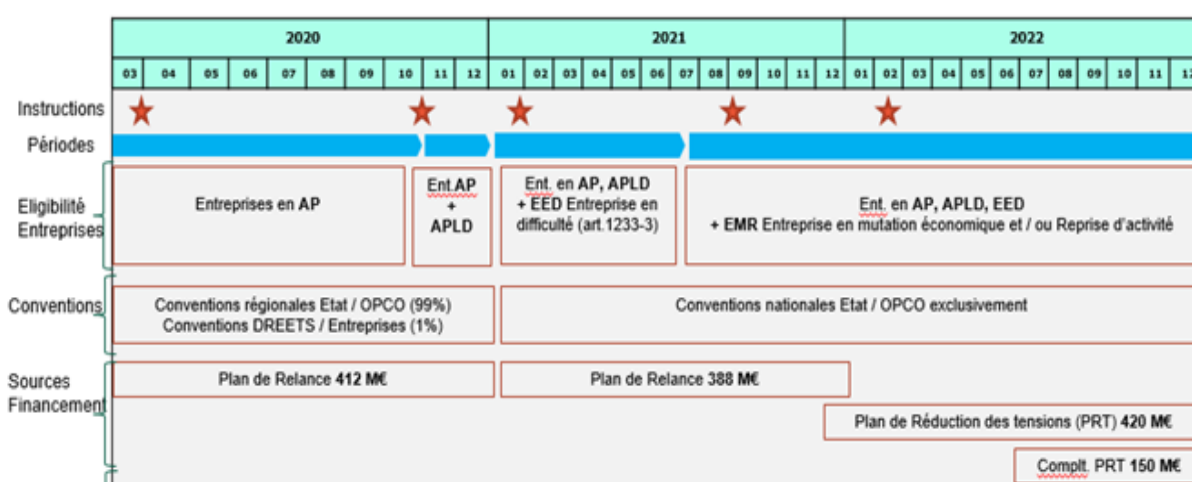 2020 2021 2022
03 04 05 06 07 08 09 10 11 12 01 02 03 04 05 06 07 08 09 10 11 12 01 02 03 04 05 06 07 08 09 10 11 12
Instructions
Périodes
Eligibilité
Entreprises
Entreprises en AP
Ent.AP
+
APLD
Ent. en AP, APLD
+ EED Entreprise en
difficulté (art.1233-3)
Ent. en AP, APLD, EED
+ EMR Entreprise en mutation économique et / ou Reprise d'activité
Conventions
Conventions régionales Etat / OPCO (99%)
Conventions DREETS / Entreprises (1%)
Conventions nationales Etat / OPCO exclusivement
Sources
Financement
Plan de Relance 412 M€
Plan de Relance 388 M€
Plan de Réduction des tensions (PRT) 420 M€
Complt. PRT 150 M€